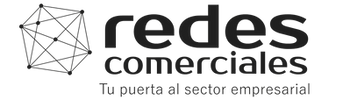 redes
comerciales
Tu puerta al sector empresarial